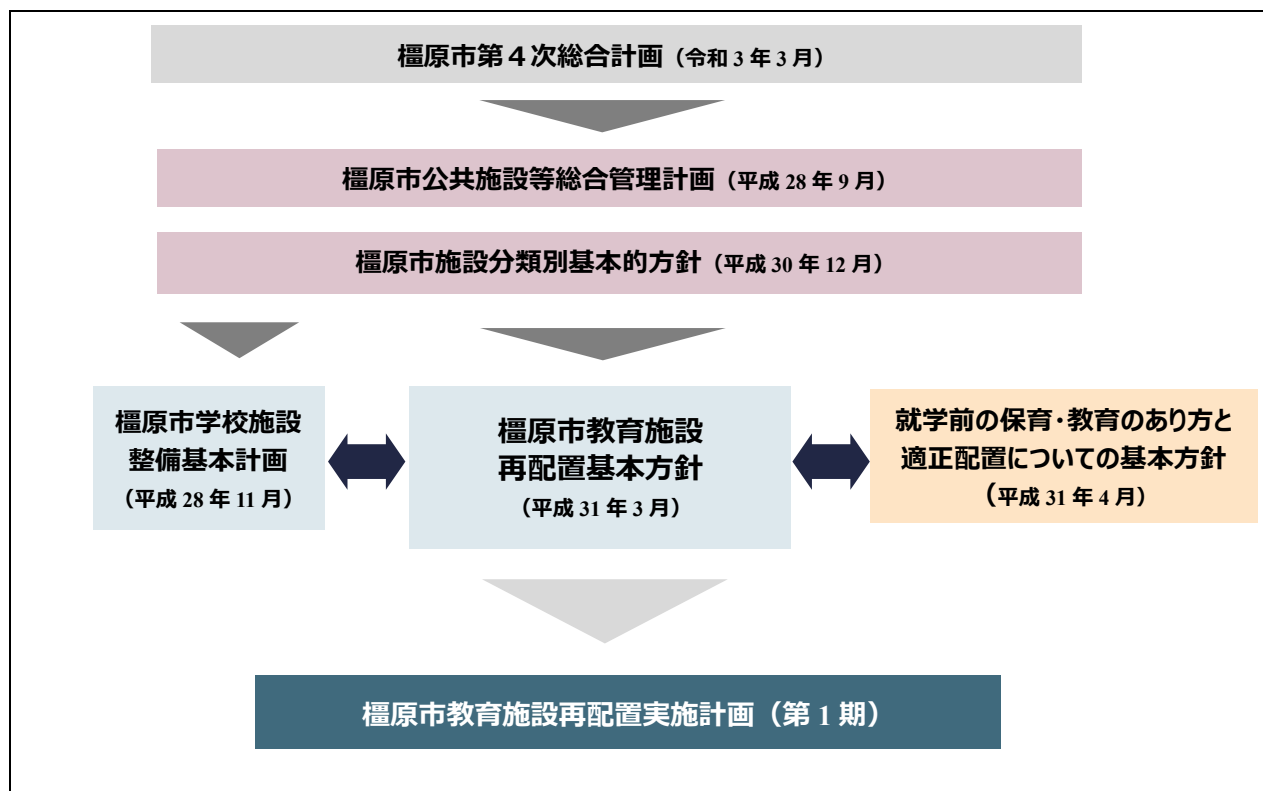 橿原市第４次総合計画（令和 3 年 3 月）
橿原市公共施設等総合管理計画（平成 28 年 9 月）
橿原市施設分類別基本的方針（平成 30 年 12 月）
橿原市学校施設
整備基本計画
（平成 28 年 11 月）
橿原市教育施設
再配置基本方針
（平成 31 年 3 月）
就学前の保育・教育のあり方と
適正配置についての基本方針
（平成 31 年 4 月）
橿原市教育施設再配置実施計画（第 1 期）